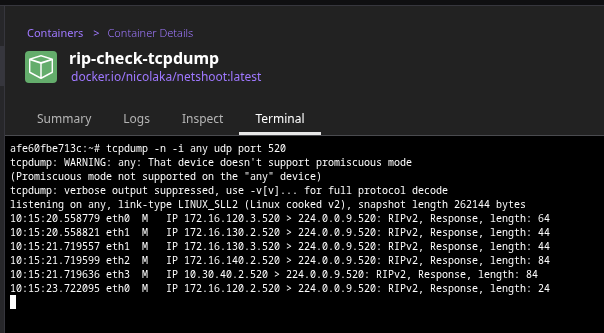 Containers > Container Details
rip-check-tcpdump
docker.io/nicolaka/netshoot:latest
Summary Logs Inspect Terminal
afe60fbe713c:~# tcpdump -n -i any udp port 520
tcpdump: WARNING: any: That device doesn't support promiscuous mode
(Promiscuous mode not supported on the "any" device)
tcpdump: verbose output suppressed, use -v[v]... for full protocol decode
listening on any, link-type LINUX_SLL2 (Linux cooked v2), snapshot length 262144 bytes
10:15:20.558779 eth0  M   IP 172.16.120.3.520 > 224.0.0.9.520: RIPv2, Response, length: 64
10:15:20.558821 eth1  M   IP 172.16.130.2.520 > 224.0.0.9.520: RIPv2, Response, length: 44
10:15:21.719557 eth1  M   IP 172.16.130.3.520 > 224.0.0.9.520: RIPv2, Response, length: 44
10:15:21.719599 eth2  M   IP 172.16.140.2.520 > 224.0.0.9.520: RIPv2, Response, length: 84
10:15:21.719636 eth3  M   IP 10.30.40.2.520 > 224.0.0.9.520: RIPv2, Response, length: 84
10:15:23.722095 eth0  M   IP 172.16.120.2.520 > 224.0.0.9.520: RIPv2, Response, length: 24